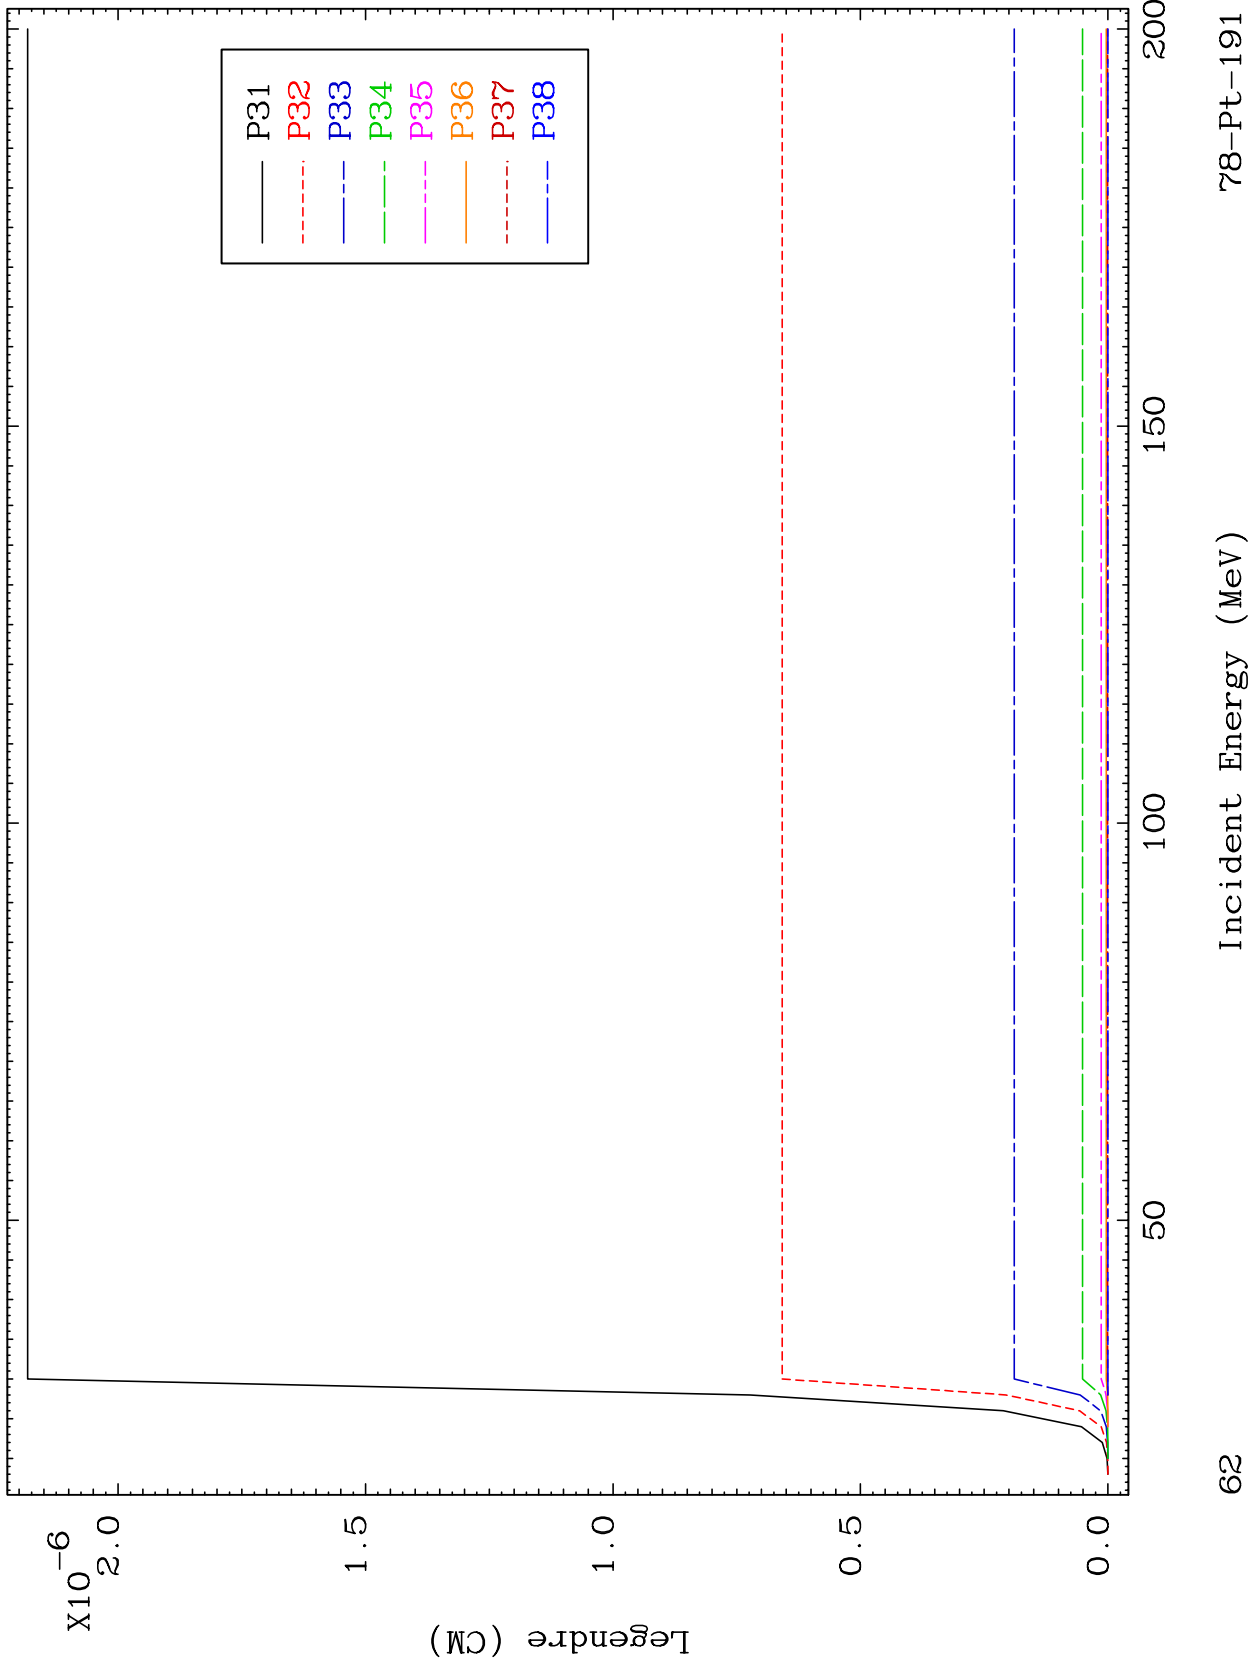 X10-6
2.0
1.5
1.0
0.5
0.0
Legendre (CM)
P31
P32
P33
P34
P35
P36
P37
P38
50
100
150
200
62
Incident Energy (MeV)
78-Pt-191